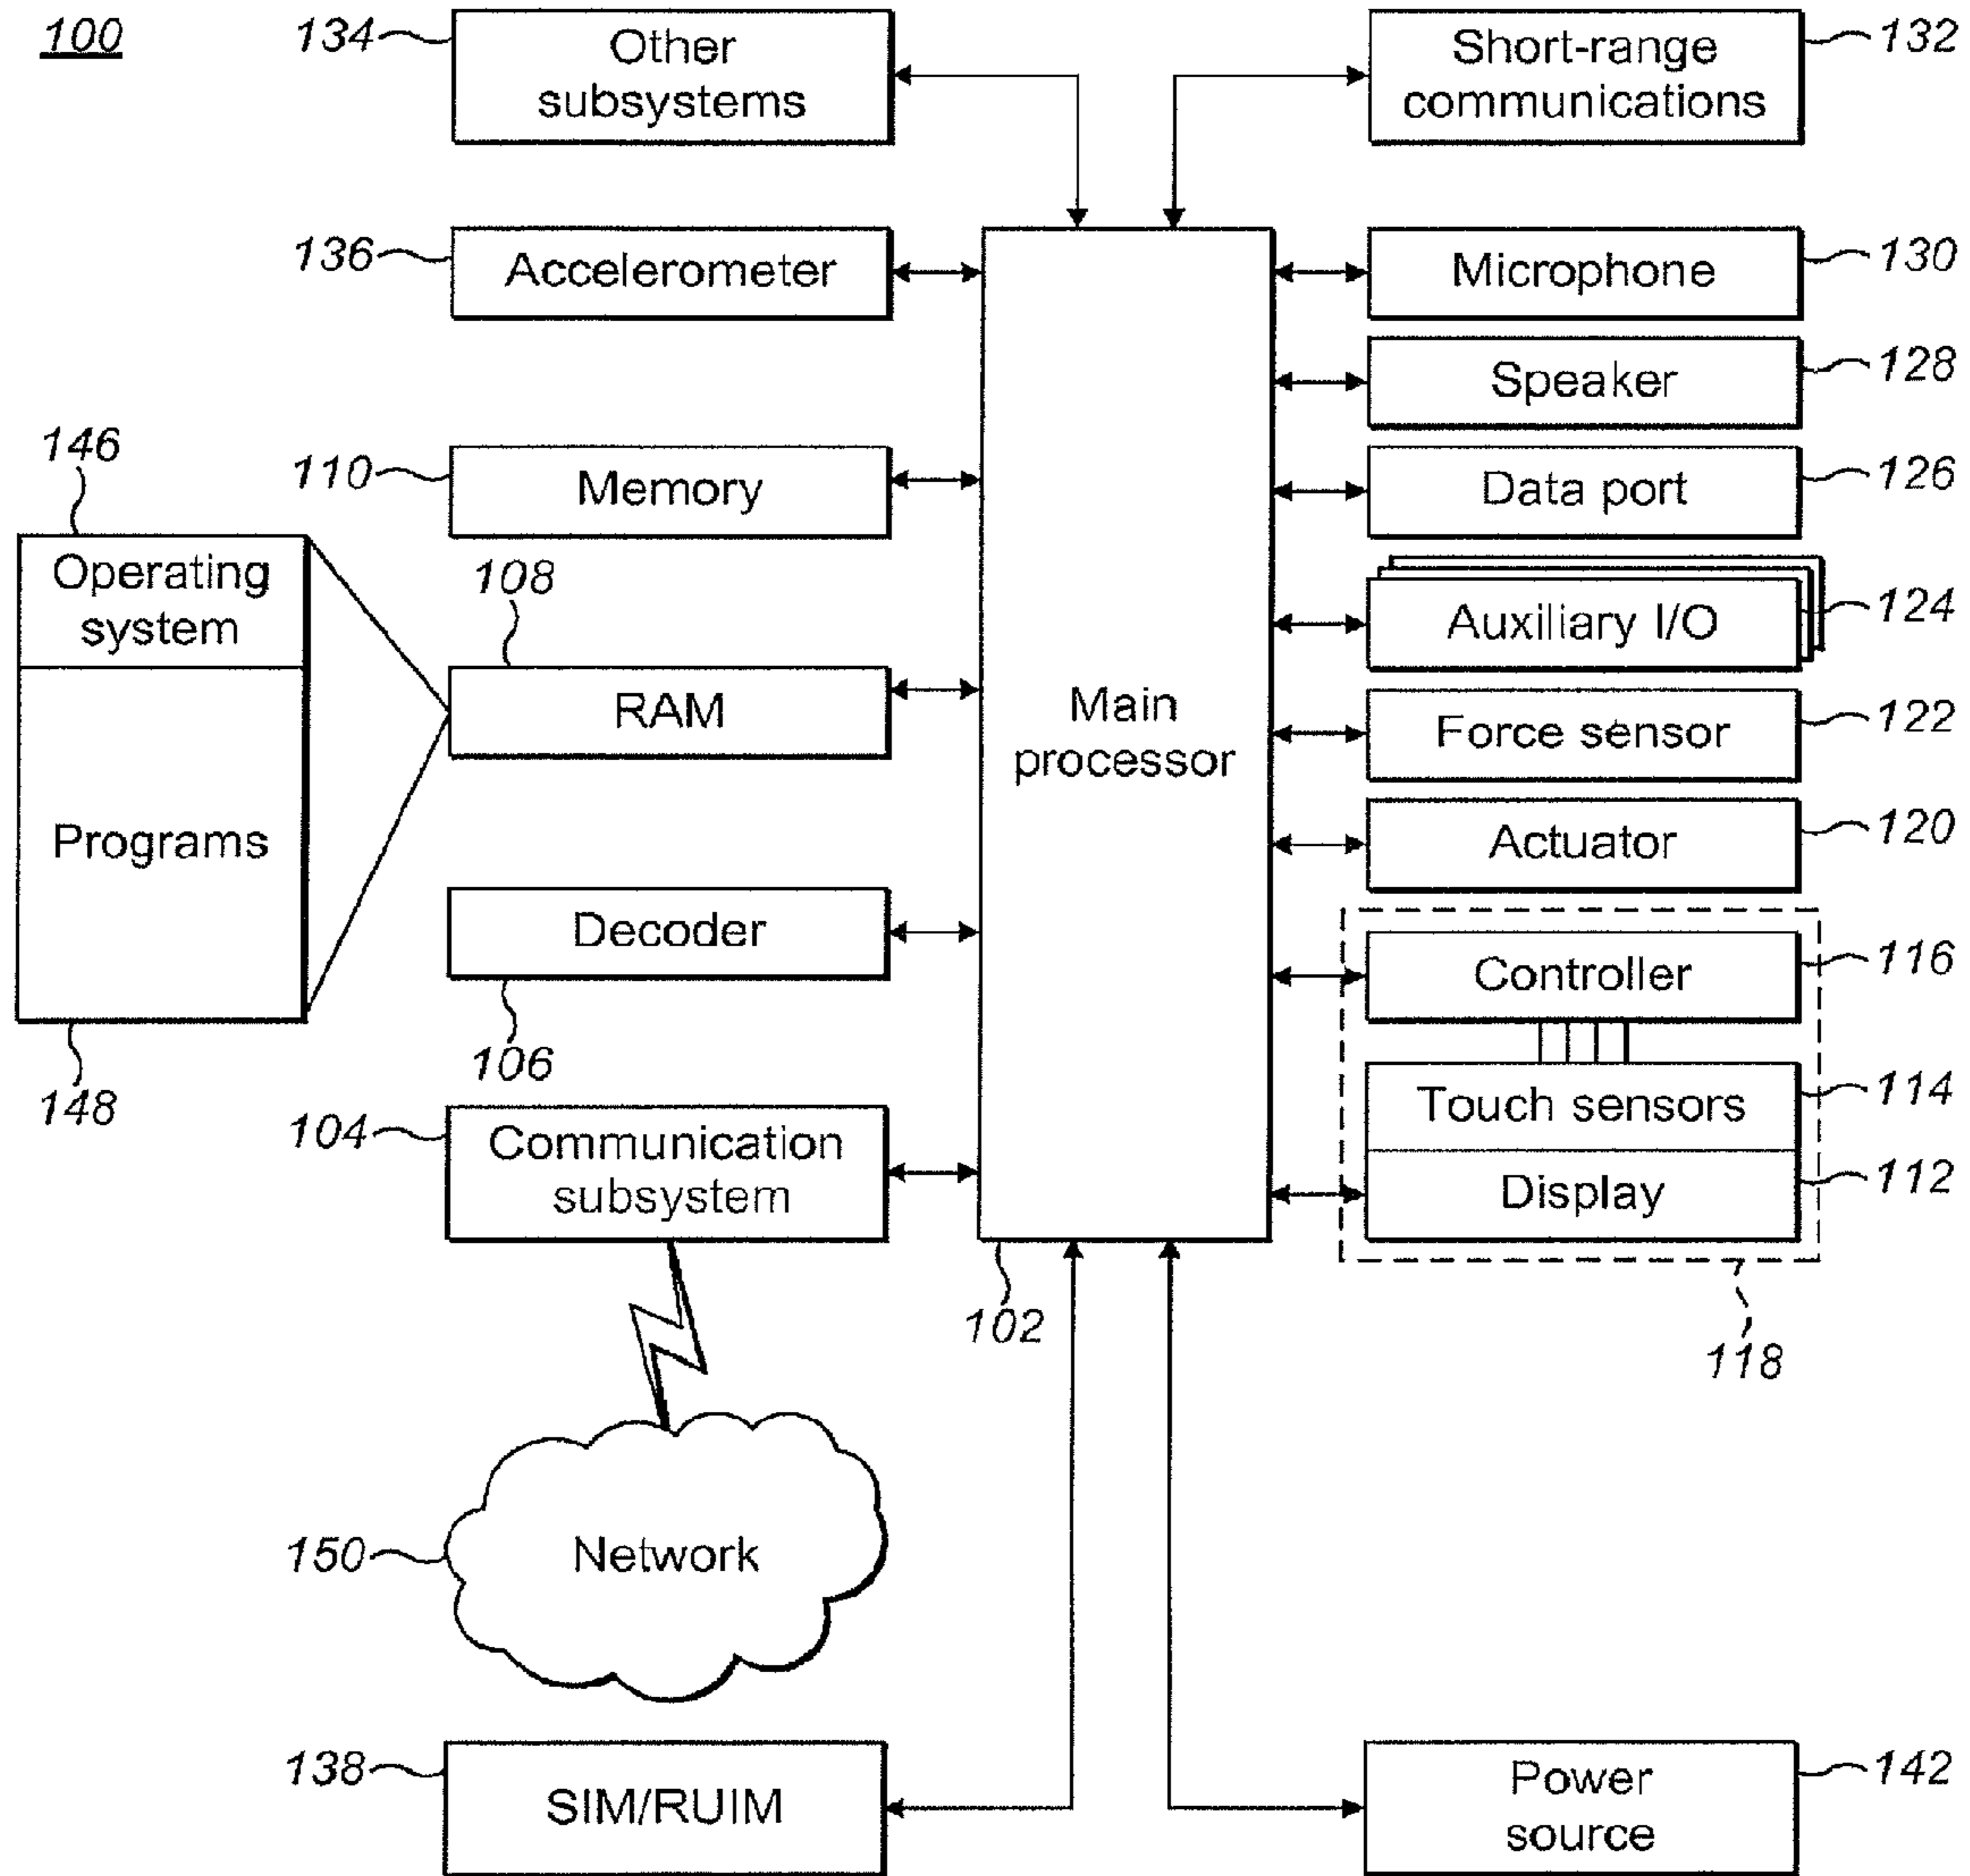 100
134
Other
subsystems
Short-range
communications
132
136
Accelerometer
Microphone
130
Speaker
128
146
110
Memory
Data port
126
Operating
system
108
Auxiliary I/O
124
RAM
Main
processor
Force sensor
122
Programs
Actuator
120
Decoder
Controller
116
106
148
104
Communication
subsystem
Touch sensors
114
Display
112
102
118
150
Network
138
SIM/RUIM
Power
source
142